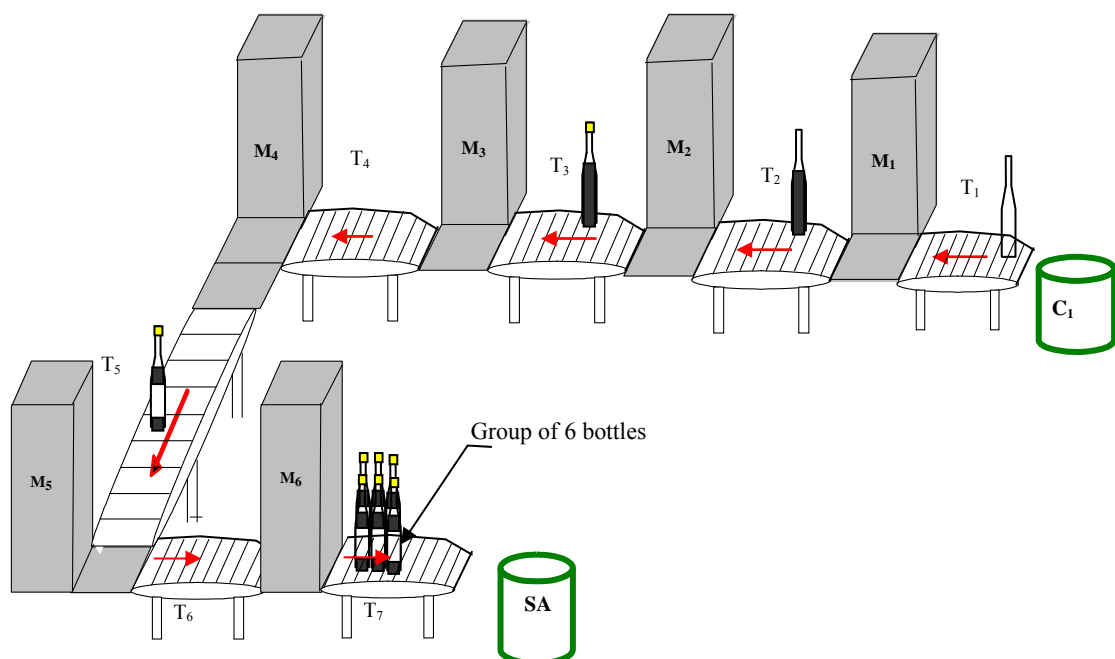 M4
T4
M3
T3
M2
T2
M1
T1
C1
T5
Group of 6 bottles
M5
M6
T6
T7
SA